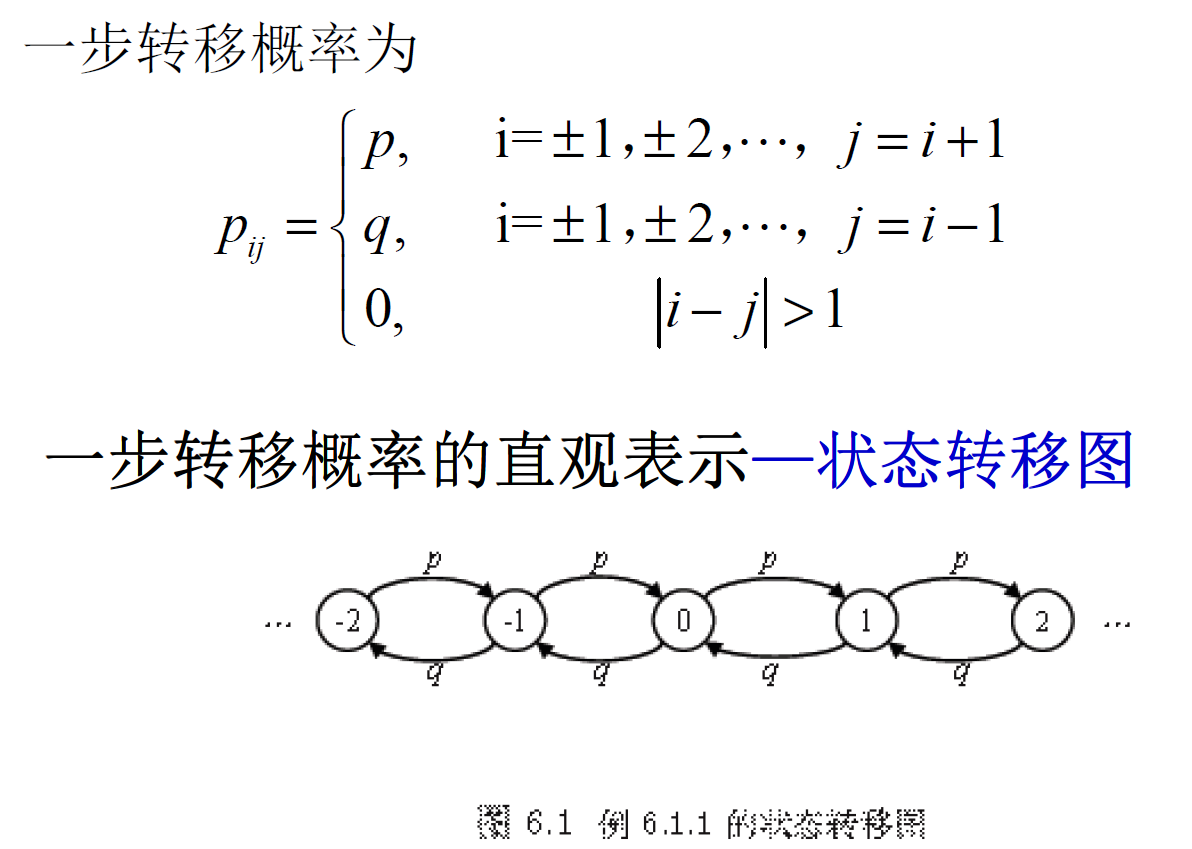 一步转移概率为
p, i=±1，±2，⋯， j = i+1
p_ij = { q, i=±1，±2，⋯， j = i−1
0, |i − j| > 1
一步转移概率的直观表示—状态转移图
p p p p
… -2 -1 0 1 2 …
q q q q
图 6.1 例 6.1.1 的状态转移图